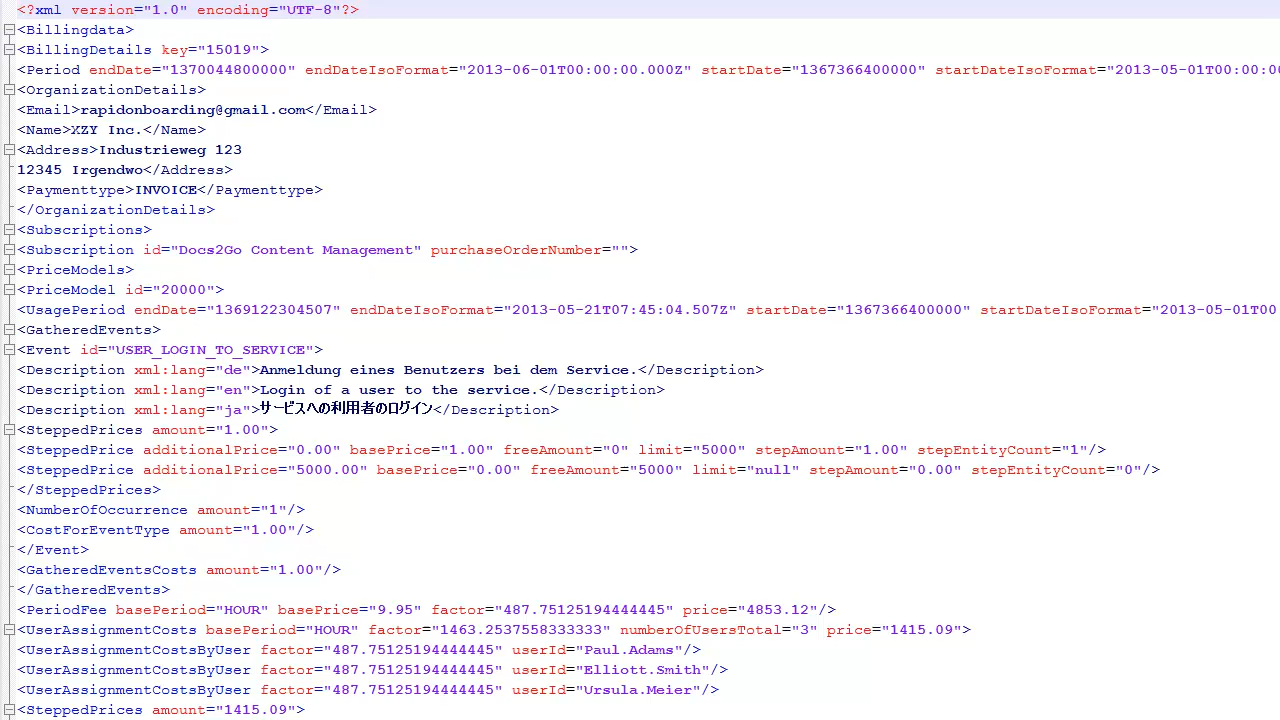 <?xml version="1.0" encoding="UTF-8"?>
<Billingdata>
<BillingDetails key="15019">
<Period endDate="1370044800000" endDateIsoFormat="2013-06-01T00:00:00.000Z" startDate="1367366400000" startDateIsoFormat="2013-05-01T00:00:00
<OrganizationDetails>
<Email>rapidonboarding@gmail.com</Email>
<Name>XZY Inc.</Name>
<Address>Industrieweg 123
12345 Irgendwo</Address>
<Paymenttype>INVOICE</Paymenttype>
</OrganizationDetails>
<Subscriptions>
<Subscription id="Docs2Go Content Management" purchaseOrderNumber="">
<PriceModels>
<PriceModel id="20000">
<UsagePeriod endDate="1369122304507" endDateIsoFormat="2013-05-21T07:45:04.507Z" startDate="1367366400000" startDateIsoFormat="2013-05-01T00
<GatheredEvents>
<Event id="USER_LOGIN_TO_SERVICE">
<Description xml:lang="de">Anmeldung eines Benutzers bei dem Service.</Description>
<Description xml:lang="en">Login of a user to the service.</Description>
<Description xml:lang="ja">サービスへの利用者のログイン</Description>
<SteppedPrices amount="1.00">
<SteppedPrice additionalPrice="0.00" basePrice="1.00" freeAmount="0" limit="5000" stepAmount="1.00" stepEntityCount="1"/>
<SteppedPrice additionalPrice="5000.00" basePrice="0.00" freeAmount="5000" limit="null" stepAmount="0.00" stepEntityCount="0"/>
</SteppedPrices>
<NumberOfOccurrence amount="1"/>
<CostForEventType amount="1.00"/>
</Event>
<GatheredEventsCosts amount="1.00"/>
</GatheredEvents>
<PeriodFee basePeriod="HOUR" basePrice="9.95" factor="487.75125194444445" price="4853.12"/>
<UserAssignmentCosts basePeriod="HOUR" factor="1463.2537558333333" numberOfUsersTotal="3" price="1415.09">
<UserAssignmentCostsByUser factor="487.75125194444445" userId="Paul.Adams"/>
<UserAssignmentCostsByUser factor="487.75125194444445" userId="Elliott.Smith"/>
<UserAssignmentCostsByUser factor="487.75125194444445" userId="Ursula.Meier"/>
<SteppedPrices amount="1415.09">